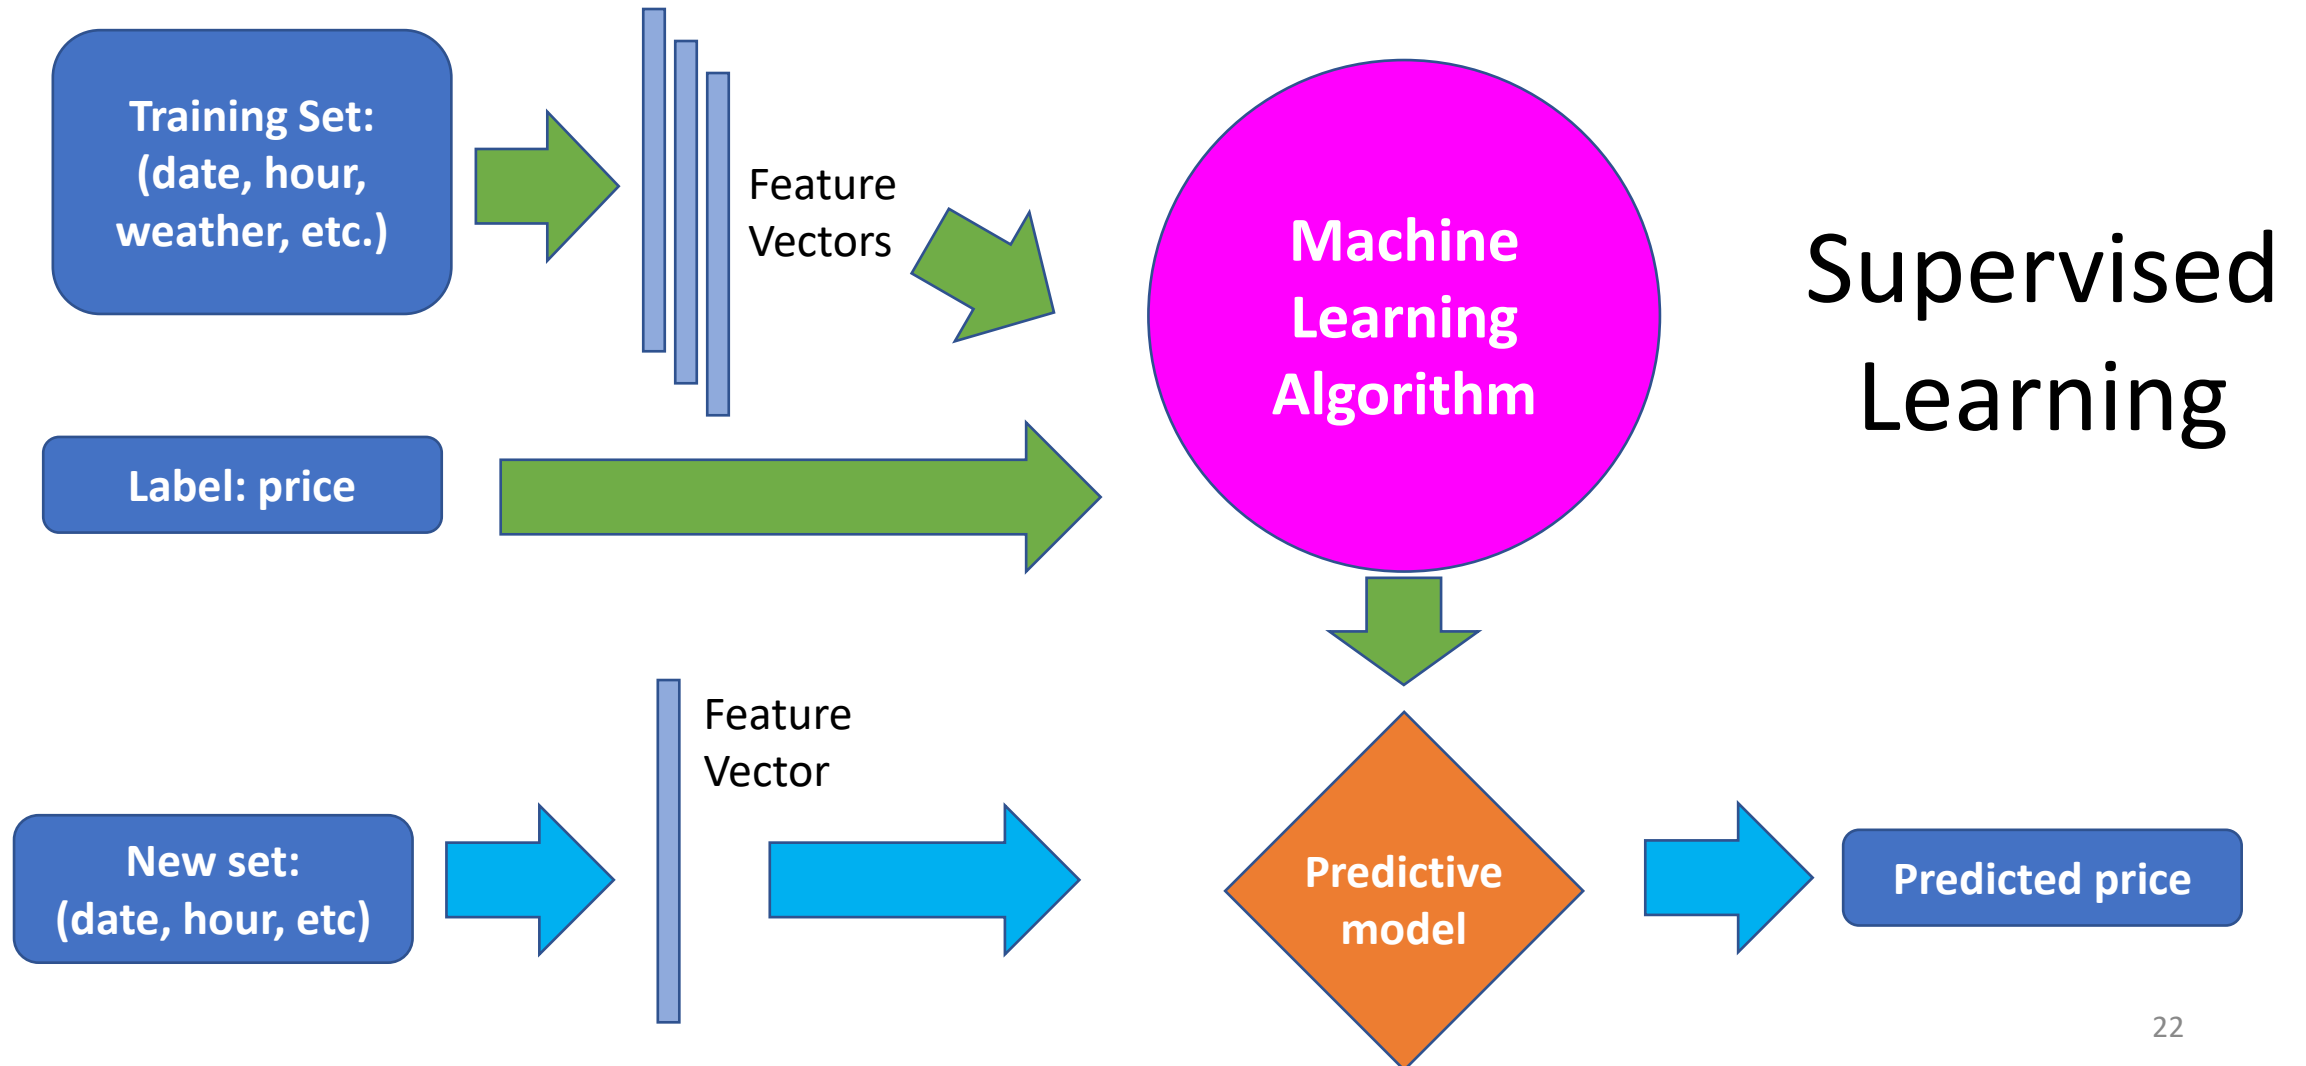 Training Set:
(date, hour,
weather, etc.)
Feature
Vectors
Machine
Learning
Algorithm
Supervised
Learning
Label: price
Feature
Vector
New set:
(date, hour, etc)
Predictive
model
Predicted price
22